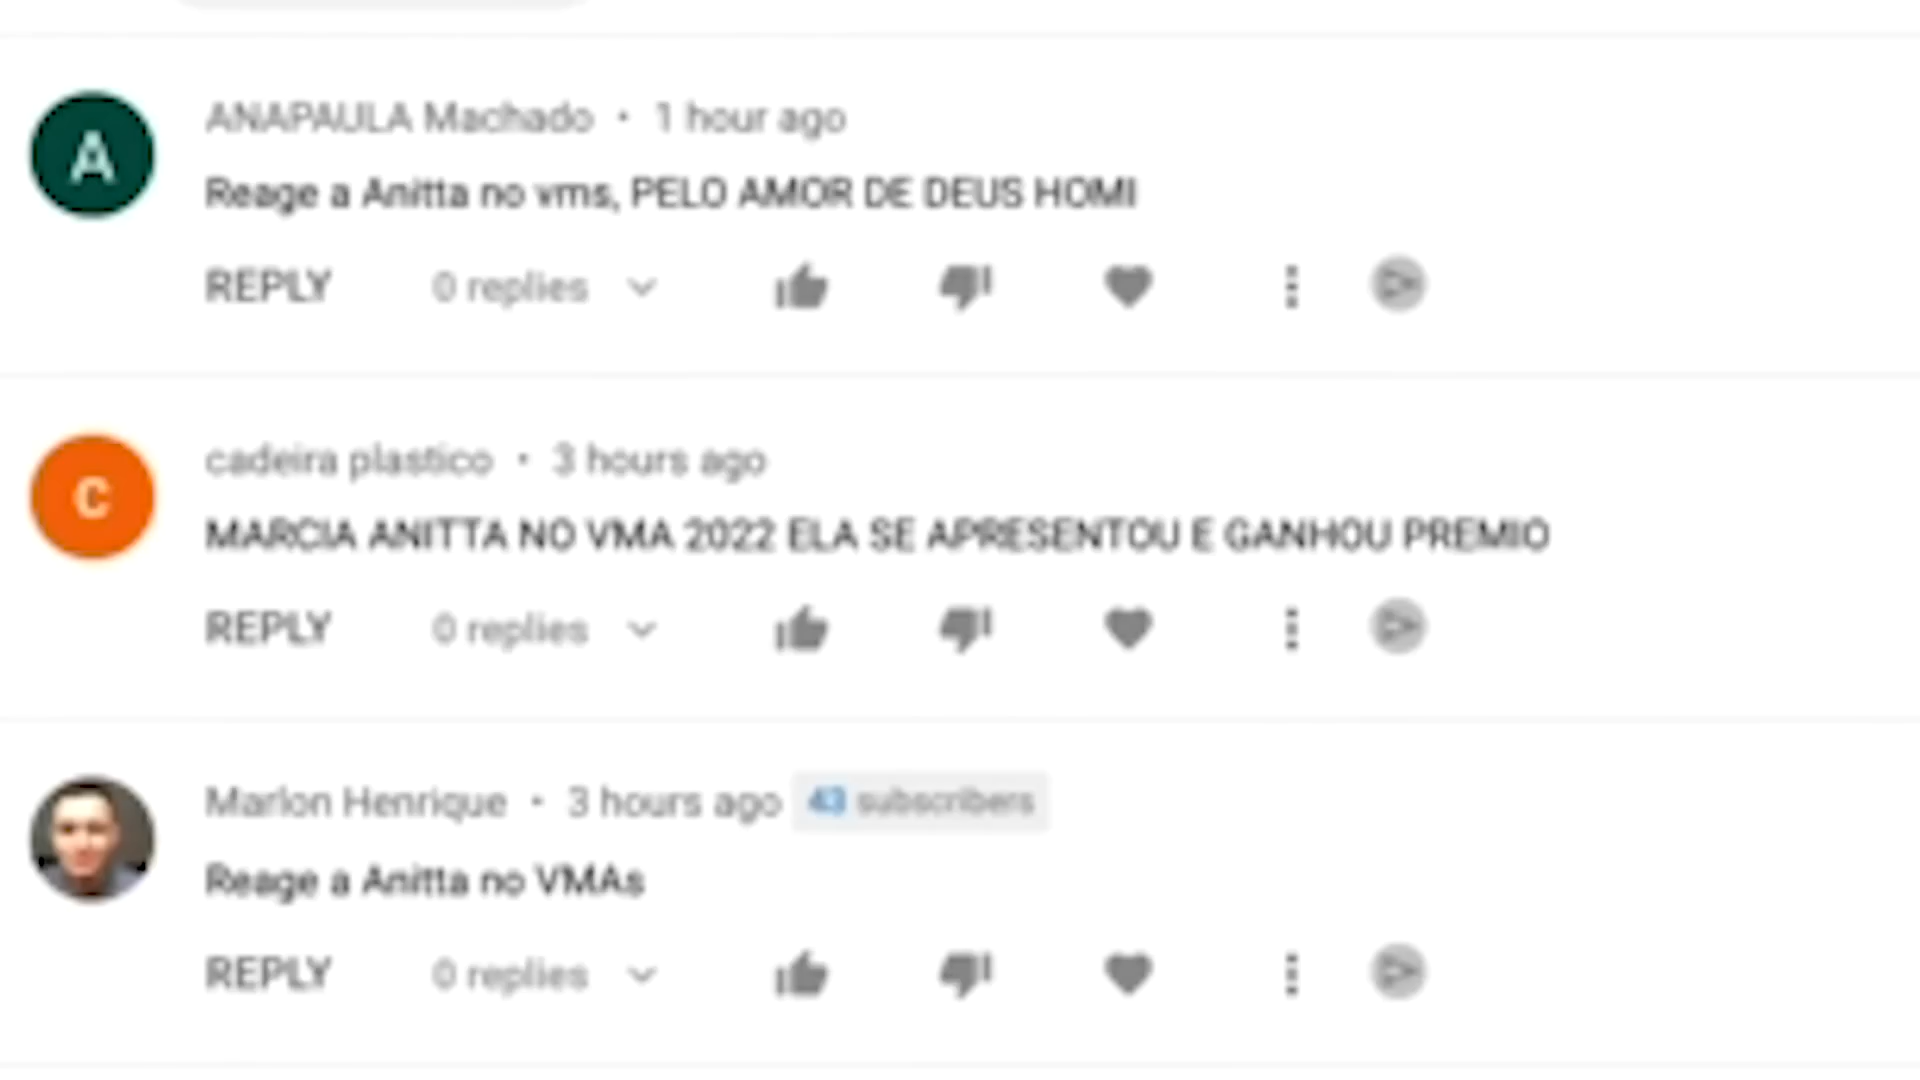 A
ANAPAULA Machado • 1 hour ago
Reage a Anitta no vms, PELO AMOR DE DEUS HOMI
REPLY 0 replies
C
cadeira plastico • 3 hours ago
MARCIA ANITTA NO VMA 2022 ELA SE APRESENTOU E GANHOU PREMIO
REPLY 0 replies
Marlon Henrique • 3 hours ago 43 subscribers
Reage a Anitta no VMAs
REPLY 0 replies